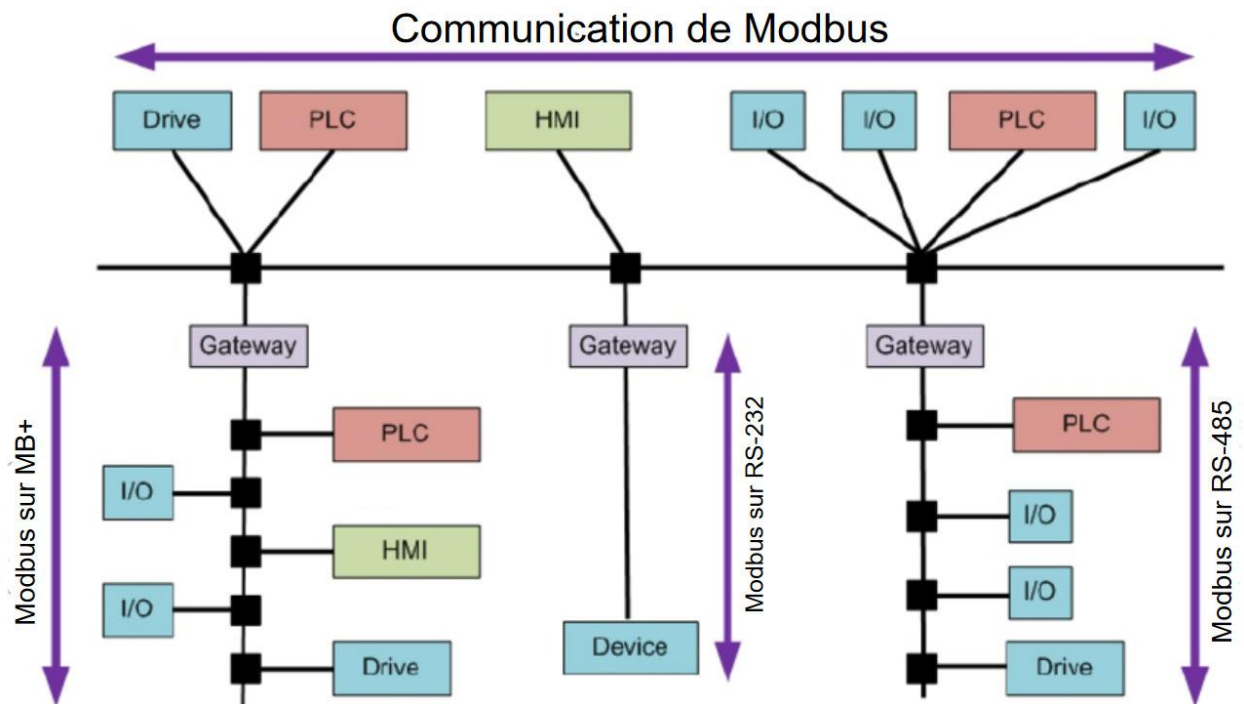 Communication de Modbus
Drive
PLC
HMI
I/O
I/O
PLC
I/O
Gateway
Gateway
Gateway
Modbus sur MB+
PLC
I/O
HMI
I/O
Drive
Device
Modbus sur RS-232
PLC
I/O
I/O
Drive
Modbus sur RS-485